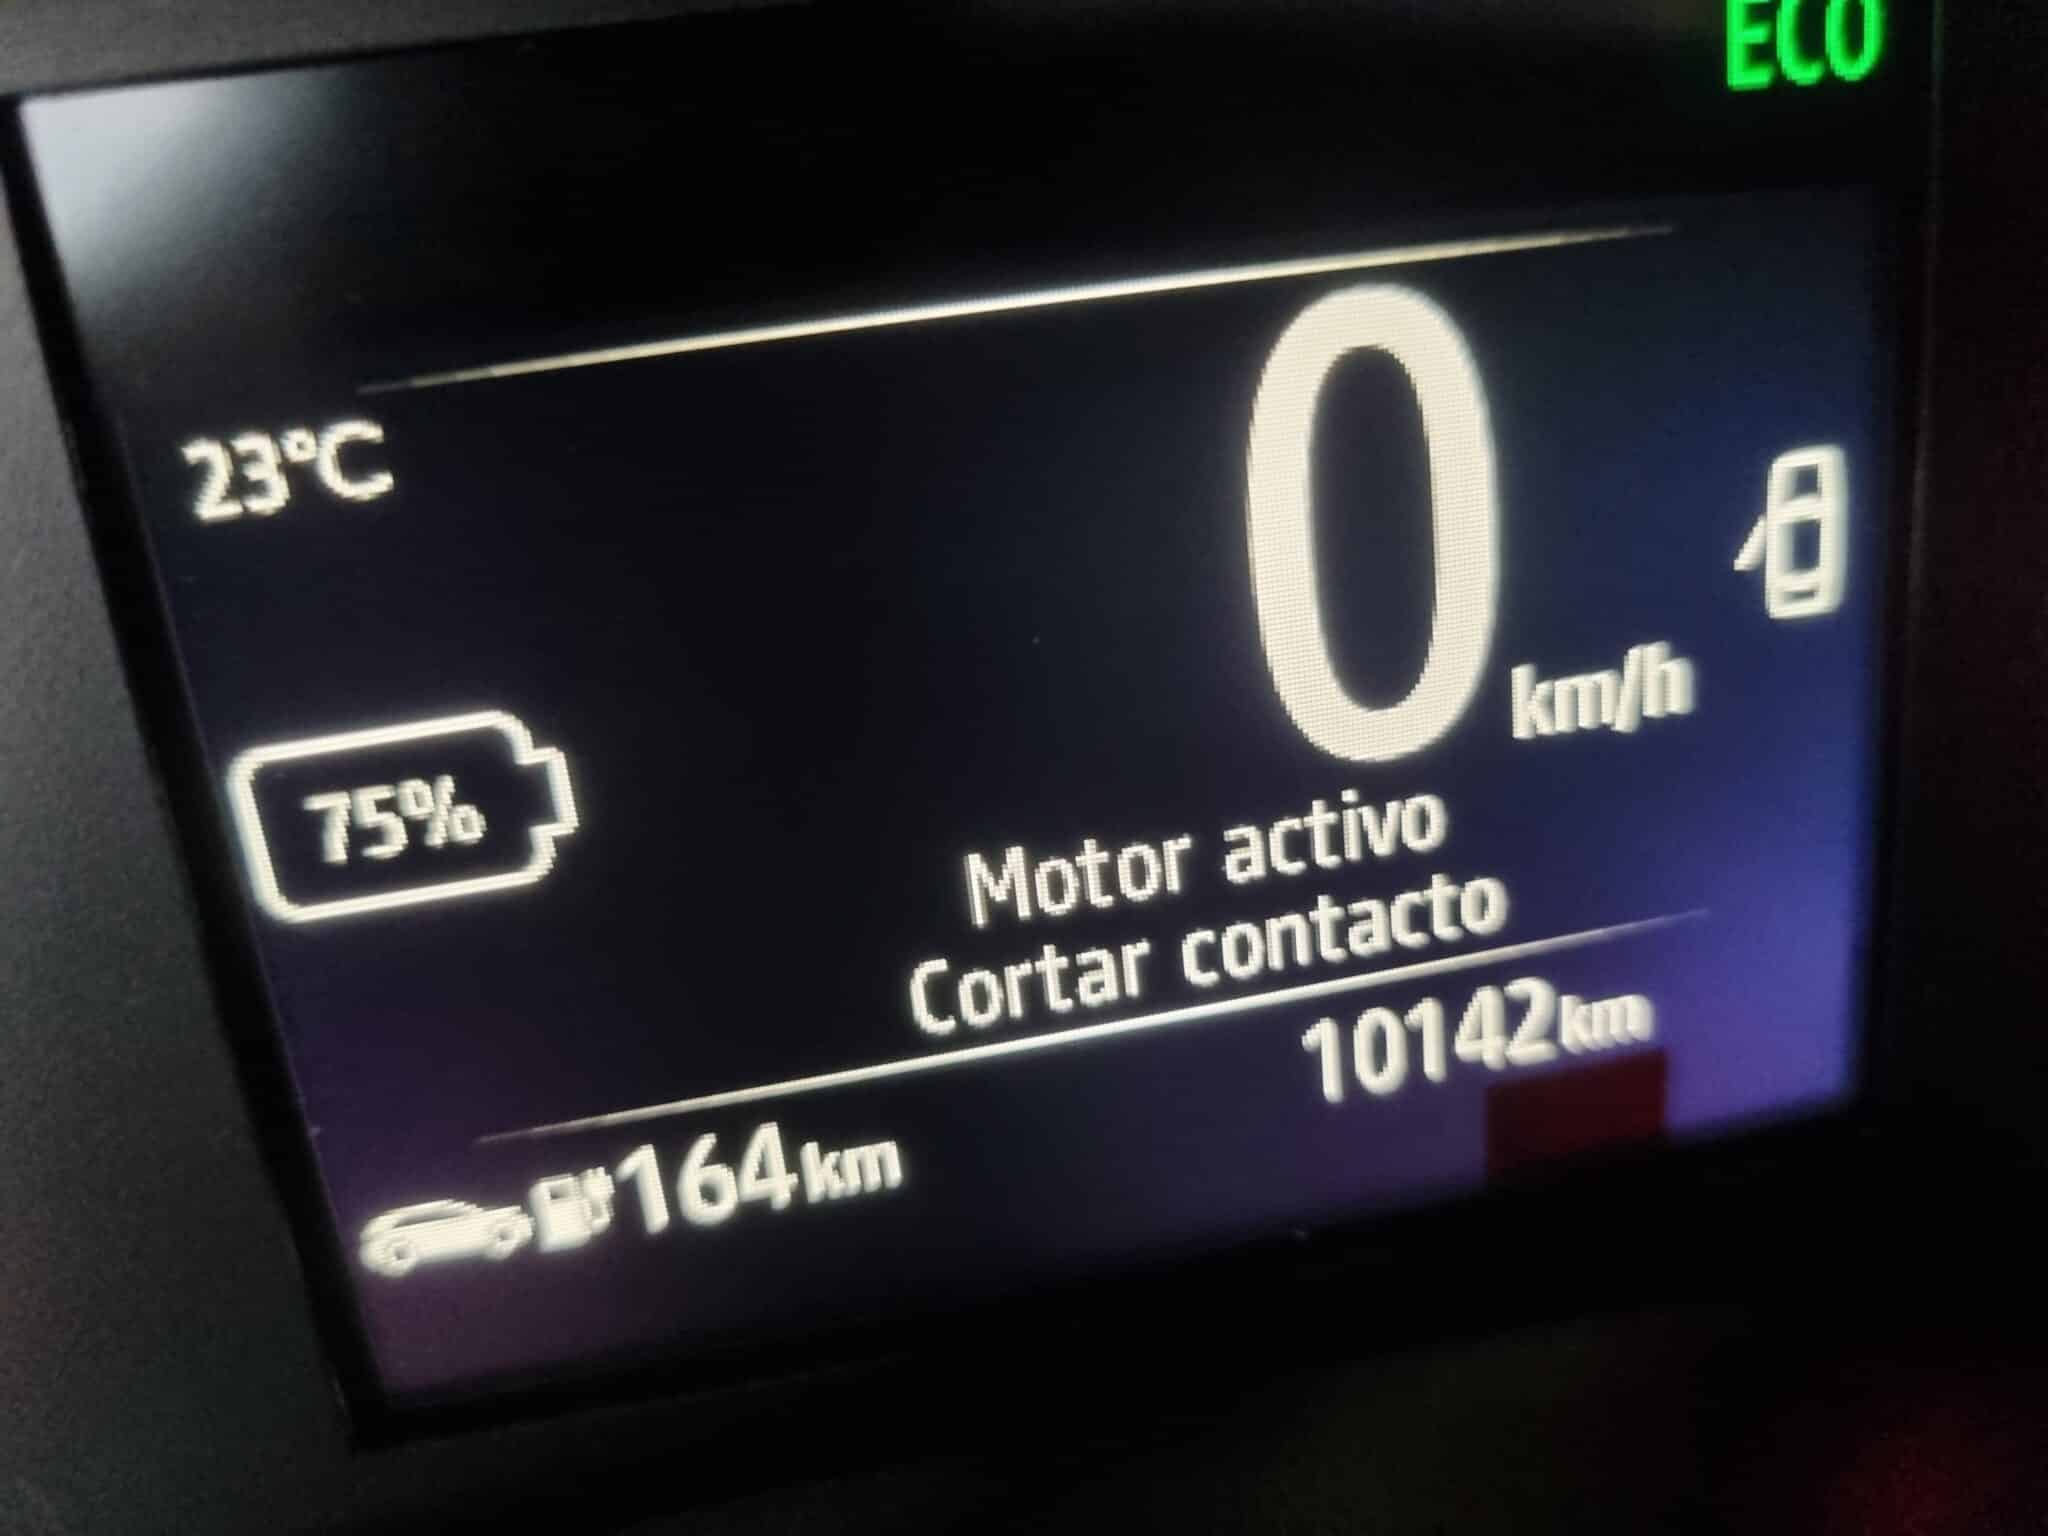 ECO
23°C
0 km/h
75%
Motor activo
Cortar contacto
10142km
164km